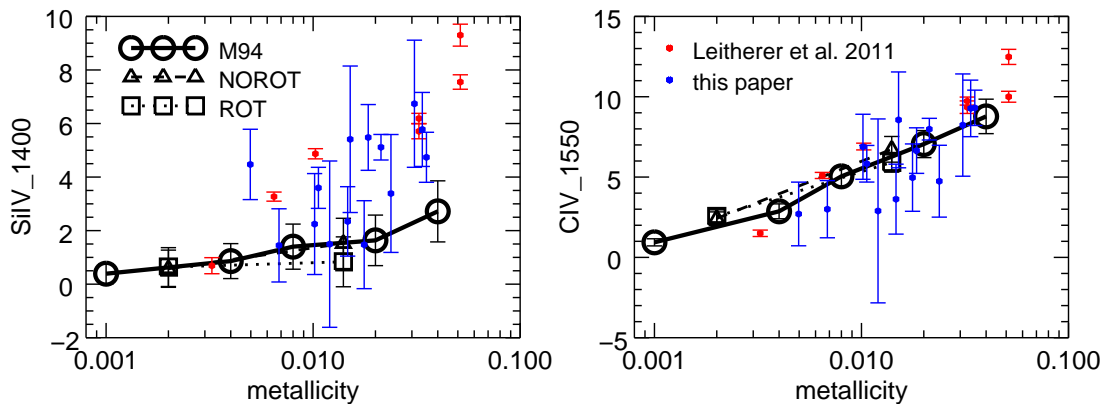 10
8
6
4
2
0
−2
SiIV_1400
M94
NOROT
ROT
0.001
0.010
0.100
metallicity
15
10
5
0
−5
CIV_1550
Leitherer et al. 2011
this paper
0.001
0.010
0.100
metallicity